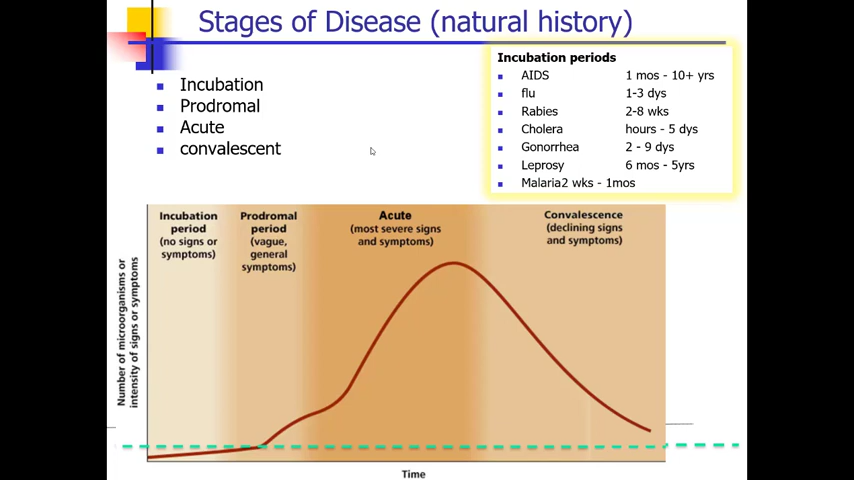 Stages of Disease (natural history)
Incubation
Prodromal
Acute
convalescent
Incubation periods
AIDS 1 mos - 10+ yrs
flu 1-3 dys
Rabies 2-8 wks
Cholera hours - 5 dys
Gonorrhea 2 - 9 dys
Leprosy 6 mos - 5yrs
Malaria2 wks - 1mos
Incubation
period
(no signs or
symptoms)
Prodromal
period
(vague,
general
symptoms)
Acute
(most severe signs
and symptoms)
Convalescence
(declining signs
and symptoms)
Number of microorganisms or
intensity of signs or symptoms
Time